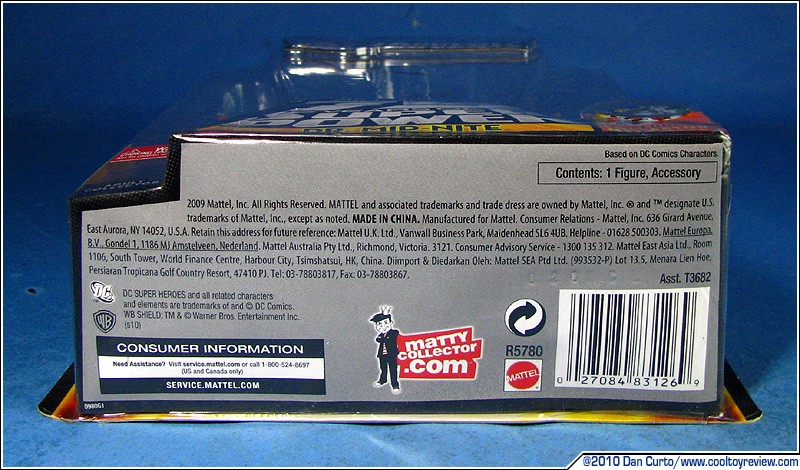 DR. MID-NITE
Based on DC Comics Characters.
Contents: 1 Figure, Accessory
2009 Mattel, Inc. All Rights Reserved. MATTEL and associated trademarks and trade dress are owned by Mattel, Inc. ® and ™ designate U.S.
trademarks of Mattel, Inc., except as noted. MADE IN CHINA. Manufactured for Mattel. Consumer Relations - Mattel, Inc. 636 Girard Avenue,
East Aurora, NY 14052, U.S.A. Retain this address for future reference: Mattel U.K. Ltd., Vanwall Business Park, Maidenhead SL6 4UB. Helpline - 01628 500303. Mattel Europa,
B.V., Gondel 1, 1186 MJ Amstelveen, Nederland. Mattel Australia Pty Ltd., Richmond, Victoria. 3121. Consumer Advisory Service - 1300 135 312. Mattel East Asia Ltd., Room
1106, South Tower, World Finance Centre, Harbour City, Tsimshatsui, HK, China. Diimport & Diedarkan Oleh: Mattel SEA Ptd Ltd. (993532-P) Lot 13.5, Menara Lien Hoe,
Persiaran Tropicana Golf Country Resort, 47410 PJ. Tel: 03-78803817, Fax: 03-78803867.
Asst. T3682
DC
DC SUPER HEROES and all related characters
and elements are trademarks of and © DC Comics.
WB SHIELD: TM & © Warner Bros. Entertainment Inc.
(s10)
WB
CONSUMER INFORMATION
Need Assistance? Visit service.mattel.com or call 1-800-524-8697
(US and Canada only)
SERVICE.MATTEL.COM
098061
matty
COLLECTOR
.com
R5780
MATTEL
0 27084 83126 9
©2010 Dan Curto/www.cooltoyreview.com